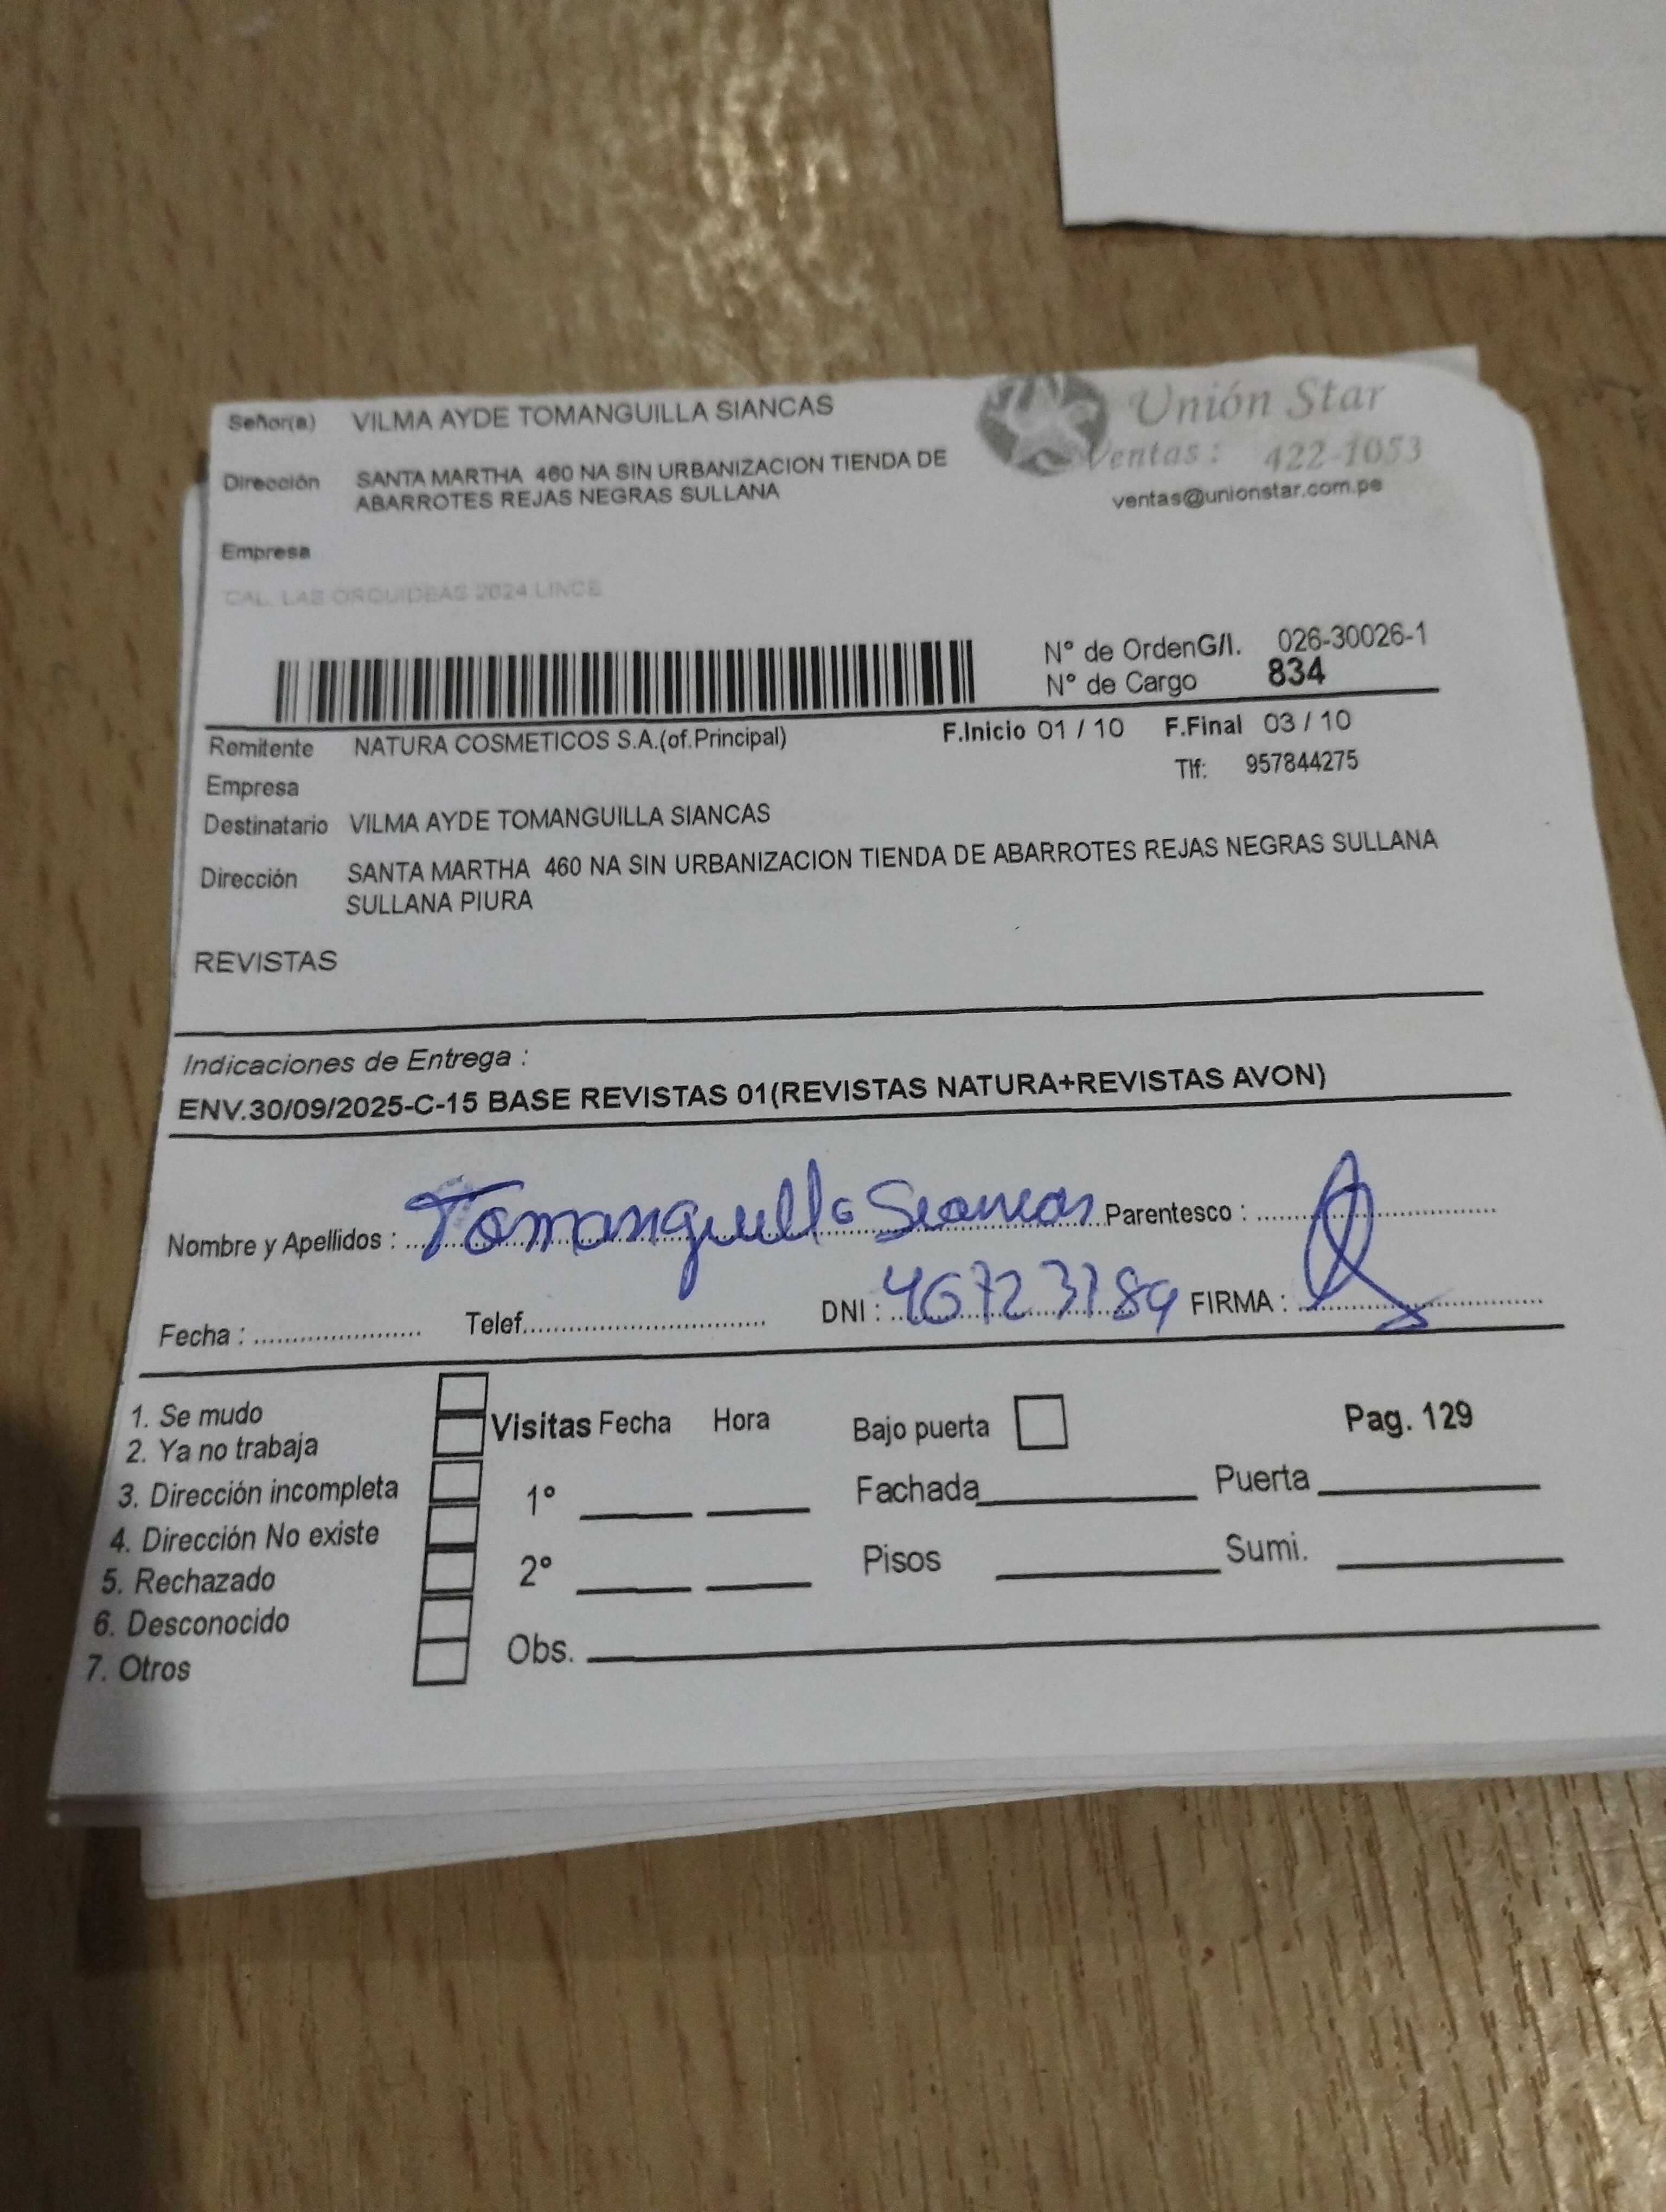 Señor(a) VILMA AYDE TOMANGUILLA SIANCAS
Unión Star
Ventas: 422-1053
ventas@unionstar.com.pe
Dirección SANTA MARTHA 460 NA SIN URBANIZACION TIENDA DE
ABARROTES REJAS NEGRAS SULLANA
Empresa
CAL. LAS ORQUIDEAS 2024 LINCE
N° de OrdenG/I. 026-30026-1
N° de Cargo 834
Remitente NATURA COSMETICOS S.A.(of.Principal) F.Inicio 01 / 10 F.Final 03 / 10
Empresa Tlf: 957844275
Destinatario VILMA AYDE TOMANGUILLA SIANCAS
Dirección SANTA MARTHA 460 NA SIN URBANIZACION TIENDA DE ABARROTES REJAS NEGRAS SULLANA
SULLANA PIURA
REVISTAS
Indicaciones de Entrega :
ENV.30/09/2025-C-15 BASE REVISTAS 01(REVISTAS NATURA+REVISTAS AVON)
Nombre y Apellidos : Tomanguilla Siancas Parentesco :
Fecha : Telef. DNI : 46723789 FIRMA :
1. Se mudo
2. Ya no trabaja
3. Dirección incompleta
4. Dirección No existe
5. Rechazado
6. Desconocido
7. Otros
Visitas Fecha Hora Bajo puerta Pag. 129
1° Fachada Puerta
2° Pisos Sumi.
Obs.